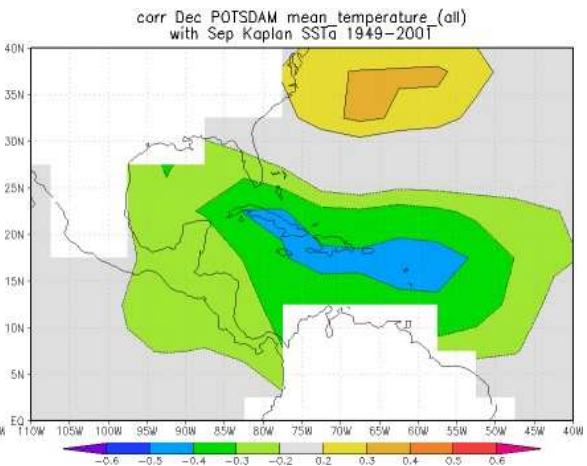 corr Dec POTSDAM mean_temperature_(all)
with Sep Kaplan SSTa 1949-2001
40N
35N
30N
25N
20N
15N
10N
5N
EQ
W 110W 105W 100W 95W 90W 85W 80W 75W 70W 65W 60W 55W 50W 45W 40W
-0.6 -0.5 -0.4 -0.3 -0.2 0.2 0.3 0.4 0.5 0.6